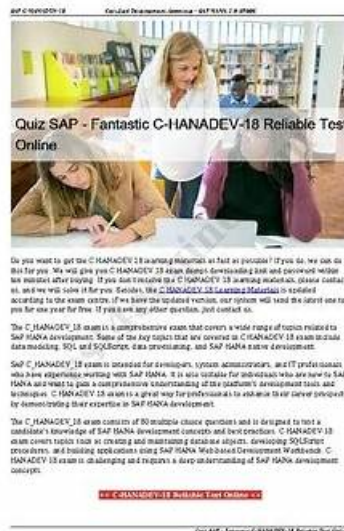 SAP C-HANADEV-18
Certified Development Associate - SAP HANA 2.0 SPS06
Quiz SAP - Fantastic C-HANADEV-18 Reliable Test
Online
Do you want to get the C HANADEV 18 learning materials as fast as possible? If you do, we can do
this for you. We will give you C HANADEV 18 exam dumps downloading link and password within
ten minutes after buying. If you don't receive the C HANADEV 18 learning materials, please contact
us, and we will solve it for you. Besides, the C HANADEV 18 Learning Materials is updated
according to the exam centre, if we have the updated version, our system will send the latest one to
you for one year for free. If you have any other question, just contact us.
The C_HANADEV_18 exam is a comprehensive exam that covers a wide range of topics related to
SAP HANA development. Some of the key topics that are covered in C-HANADEV-18 exam include
data modeling, SQL and SQLScript, data provisioning, and SAP HANA native development.
SAP C_HANADEV_18 exam is intended for developers, system administrators, and IT professionals
who have experience working with SAP HANA. It is also suitable for individuals who are new to SAP
HANA and want to gain a comprehensive understanding of the platform's development tools and
techniques. C-HANADEV-18 exam is a great way for professionals to enhance their career prospects
by demonstrating their expertise in SAP HANA development.
The C_HANADEV_18 exam consists of 80 multiple choice questions and is designed to test a
candidate's knowledge of SAP HANA development concepts and best practices. C-HANADEV-18
exam covers topics such as creating and maintaining database objects, developing SQLScript
procedures, and building applications using SAP HANA Web-based Development Workbench. C-
HANADEV-18 exam is challenging and requires a deep understanding of SAP HANA development
concepts.
>> C-HANADEV-18 Reliable Test Online <<